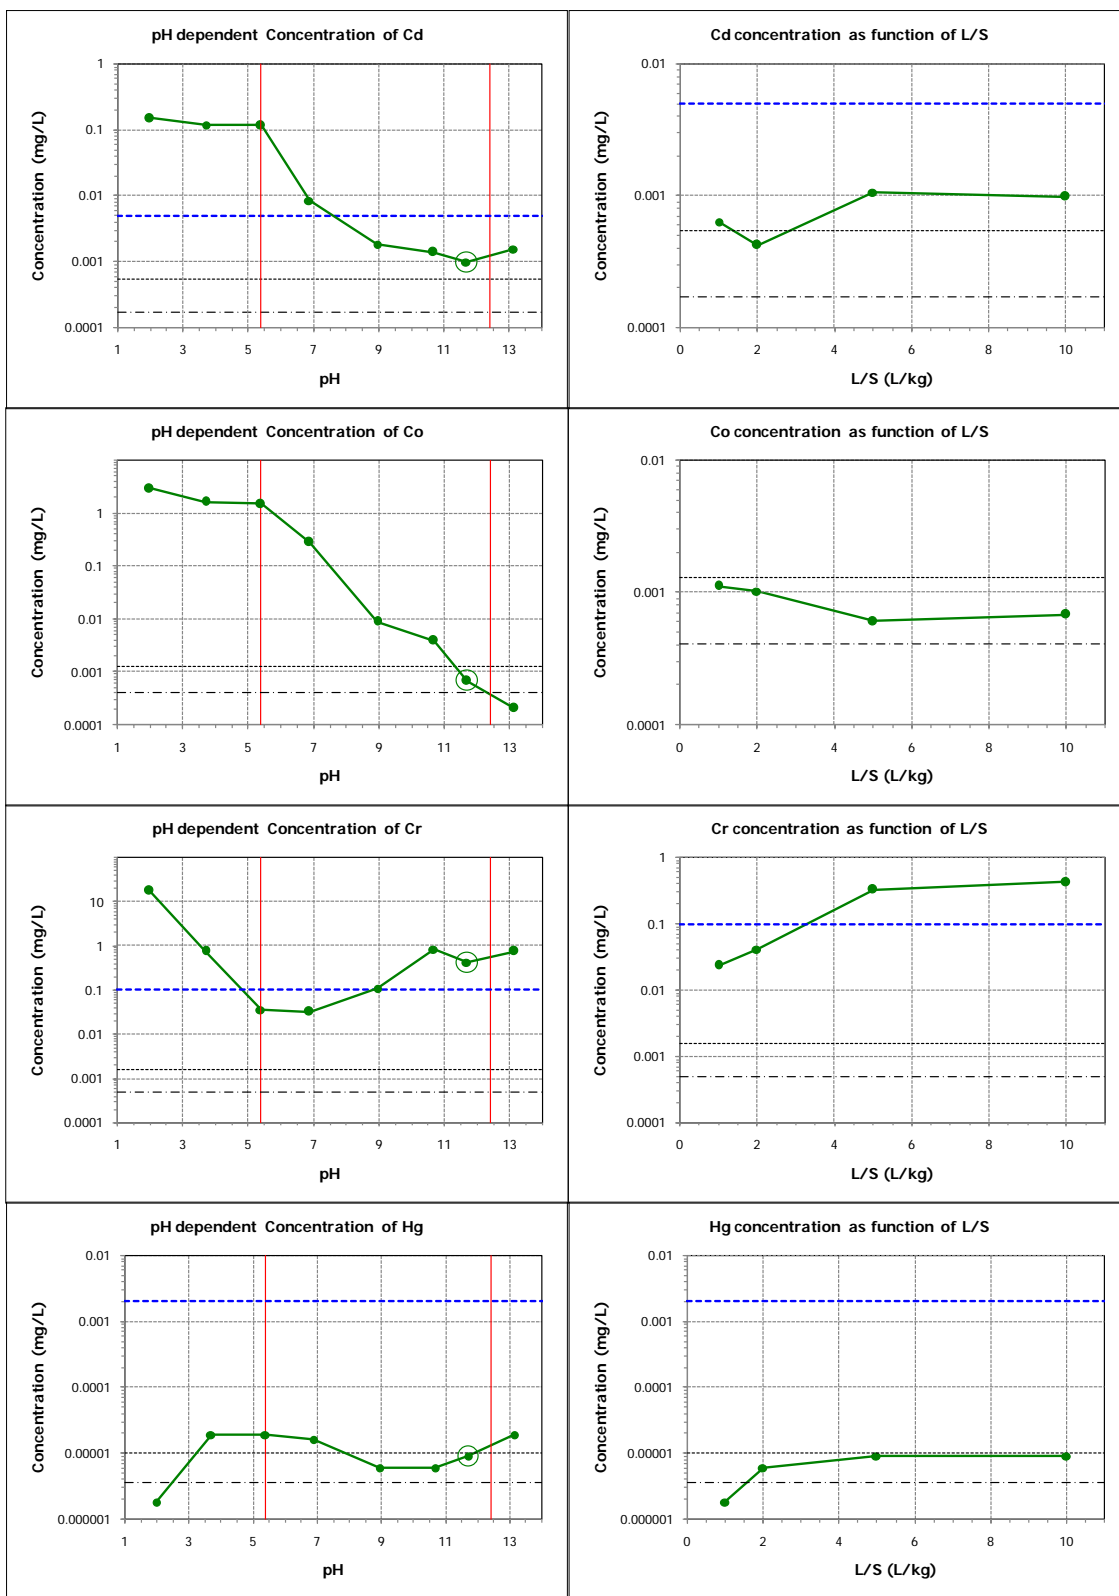 pH dependent Concentration of Cd
Concentration (mg/L)
1
0.1
0.01
0.001
0.0001
1 3 5 7 9 11 13
pH
Cd concentration as function of L/S
Concentration (mg/L)
0.01
0.001
0.0001
0 2 4 6 8 10
L/S (L/kg)
pH dependent Concentration of Co
Concentration (mg/L)
1
0.1
0.01
0.001
0.0001
1 3 5 7 9 11 13
pH
Co concentration as function of L/S
Concentration (mg/L)
0.01
0.001
0.0001
0 2 4 6 8 10
L/S (L/kg)
pH dependent Concentration of Cr
Concentration (mg/L)
10
1
0.1
0.01
0.001
0.0001
1 3 5 7 9 11 13
pH
Cr concentration as function of L/S
Concentration (mg/L)
1
0.1
0.01
0.001
0.0001
0 2 4 6 8 10
L/S (L/kg)
pH dependent Concentration of Hg
Concentration (mg/L)
0.01
0.001
0.0001
0.00001
0.000001
1 3 5 7 9 11 13
pH
Hg concentration as function of L/S
Concentration (mg/L)
0.01
0.001
0.0001
0.00001
0.000001
0 2 4 6 8 10
L/S (L/kg)